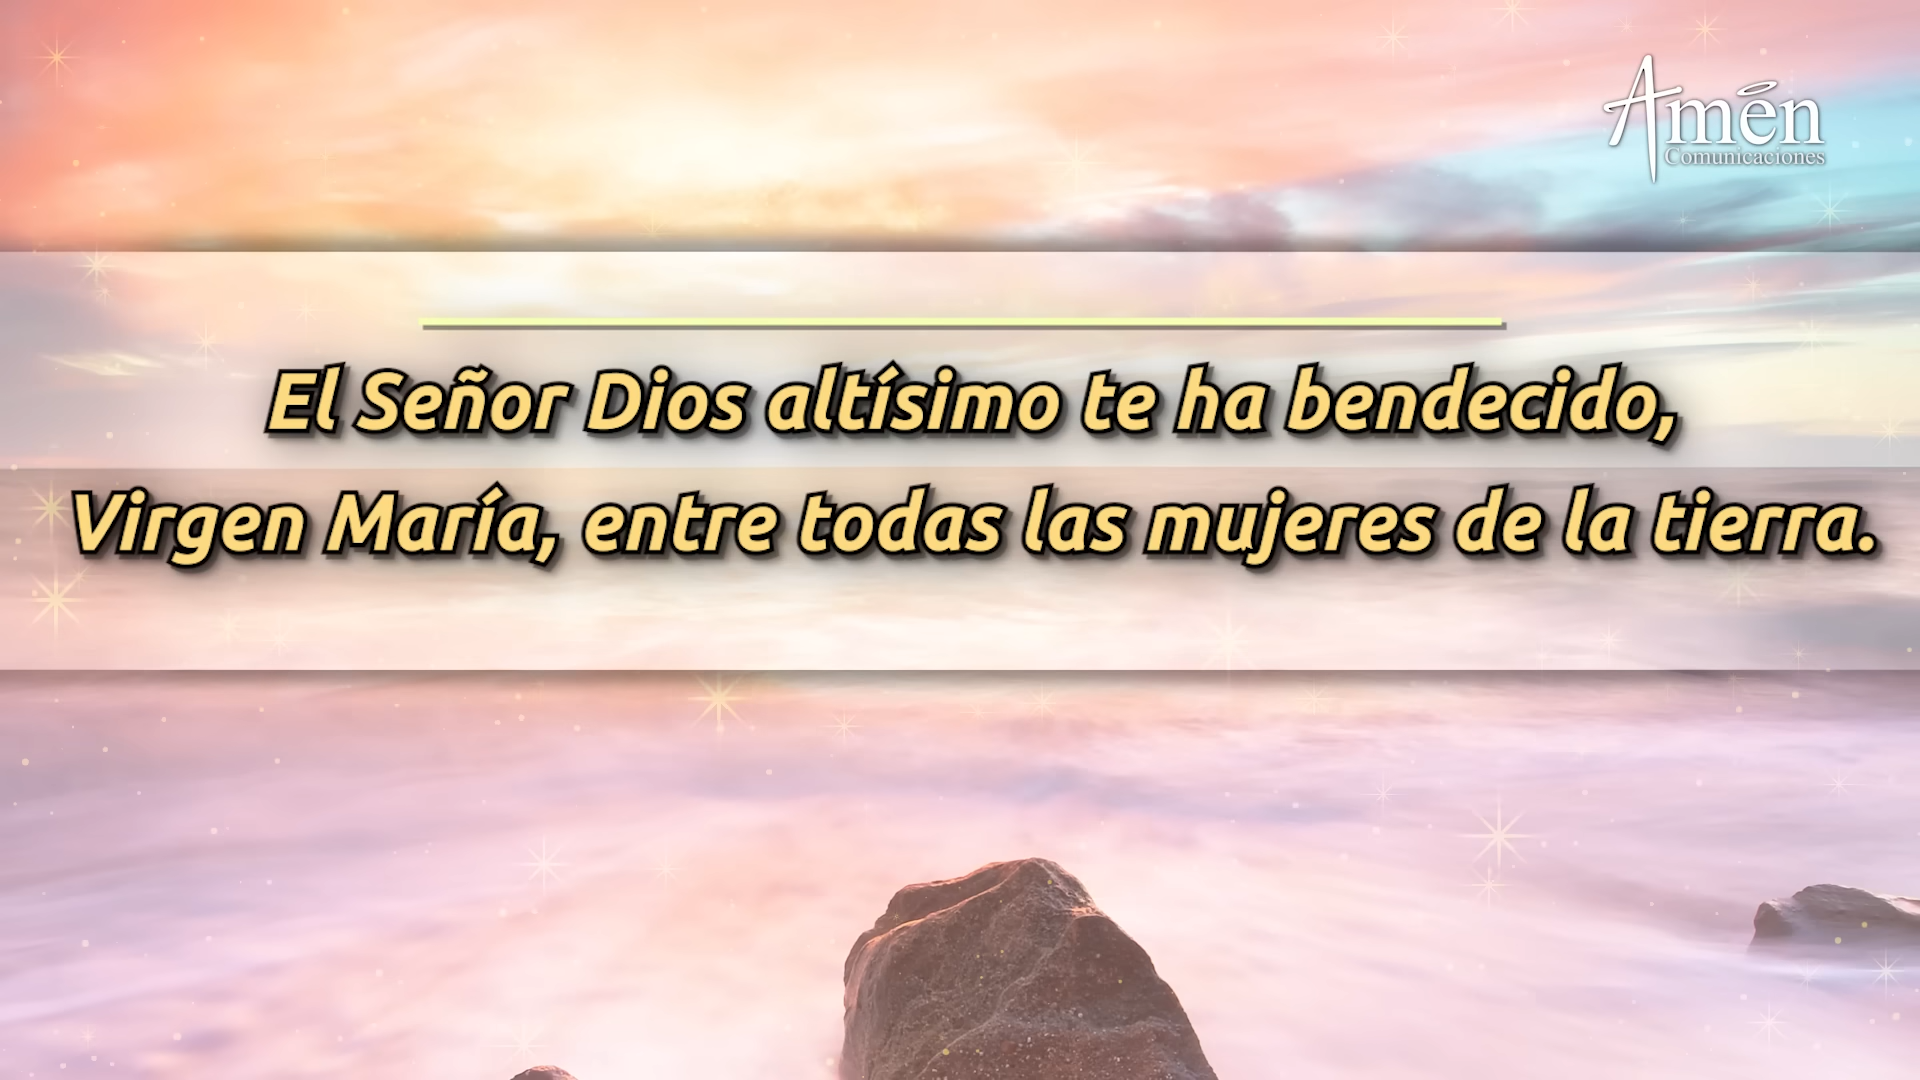 Amén
Comunicaciones
El Señor Dios altísimo te ha bendecido,
Virgen María, entre todas las mujeres de la tierra.